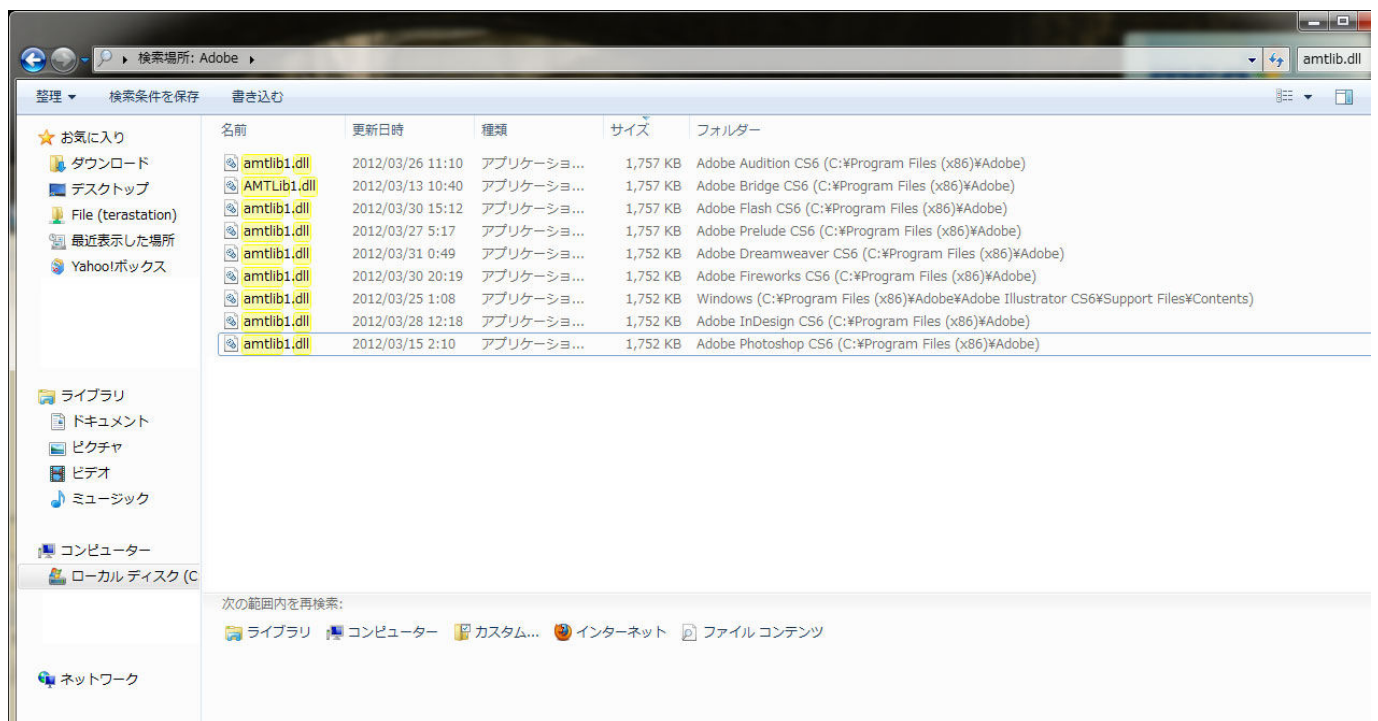 検索場所: Adobe
amtlib.dll
整理 検索条件を保存 書き込む
お気に入り
ダウンロード
デスクトップ
File (terastation)
最近表示した場所
Yahoo!ボックス
ライブラリ
ドキュメント
ピクチャ
ビデオ
ミュージック
コンピューター
ローカル ディスク (C
ネットワーク
名前 更新日時 種類 サイズ フォルダー
amtlib1.dll 2012/03/26 11:10 アプリケーショ... 1,757 KB Adobe Audition CS6 (C:¥Program Files (x86)¥Adobe)
AMTLib1.dll 2012/03/13 10:40 アプリケーショ... 1,757 KB Adobe Bridge CS6 (C:¥Program Files (x86)¥Adobe)
amtlib1.dll 2012/03/30 15:12 アプリケーショ... 1,757 KB Adobe Flash CS6 (C:¥Program Files (x86)¥Adobe)
amtlib1.dll 2012/03/27 5:17 アプリケーショ... 1,757 KB Adobe Prelude CS6 (C:¥Program Files (x86)¥Adobe)
amtlib1.dll 2012/03/31 0:49 アプリケーショ... 1,752 KB Adobe Dreamweaver CS6 (C:¥Program Files (x86)¥Adobe)
amtlib1.dll 2012/03/30 20:19 アプリケーショ... 1,752 KB Adobe Fireworks CS6 (C:¥Program Files (x86)¥Adobe)
amtlib1.dll 2012/03/25 1:08 アプリケーショ... 1,752 KB Windows (C:¥Program Files (x86)¥Adobe¥Adobe Illustrator CS6¥Support Files¥Contents)
amtlib1.dll 2012/03/28 12:18 アプリケーショ... 1,752 KB Adobe InDesign CS6 (C:¥Program Files (x86)¥Adobe)
amtlib1.dll 2012/03/15 2:10 アプリケーショ... 1,752 KB Adobe Photoshop CS6 (C:¥Program Files (x86)¥Adobe)
次の範囲内を再検索:
ライブラリ コンピューター カスタム... インターネット ファイル コンテンツ